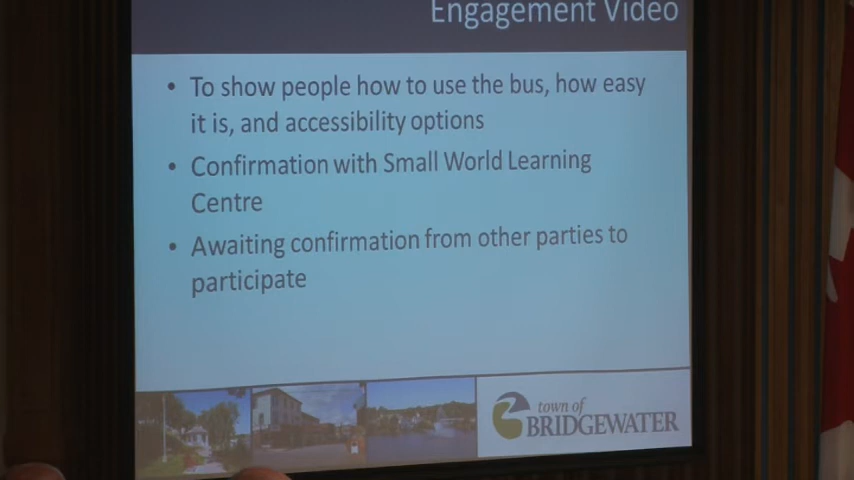 Engagement Video
• To show people how to use the bus, how easy
it is, and accessibility options
• Confirmation with Small World Learning
Centre
• Awaiting confirmation from other parties to
participate
town of
BRIDGEWATER